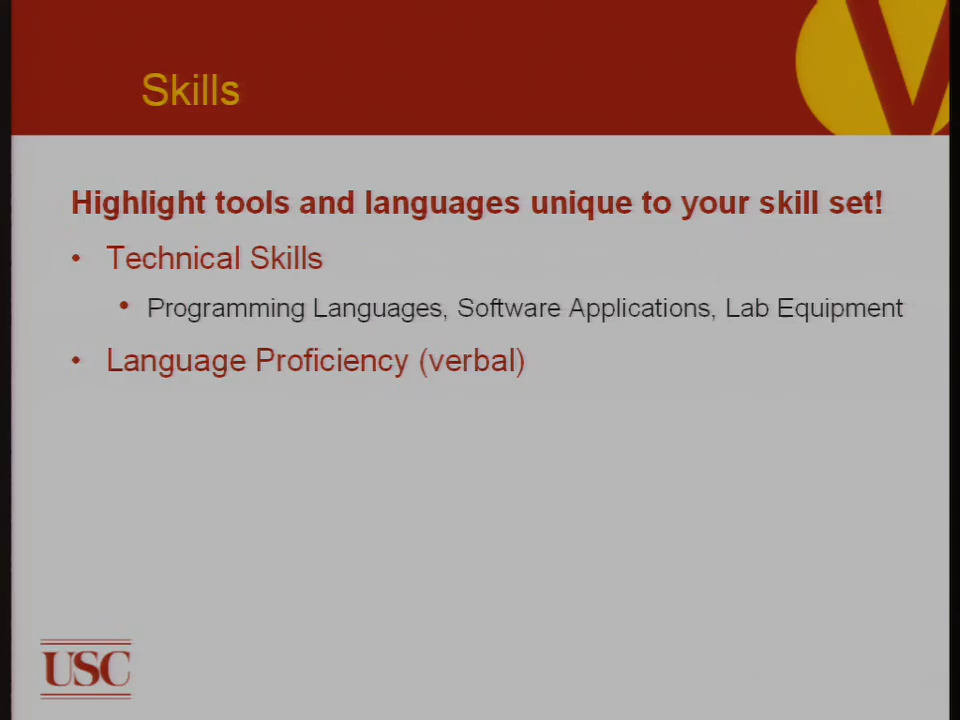 Skills
Highlight tools and languages unique to your skill set!
• Technical Skills
• Programming Languages, Software Applications, Lab Equipment
• Language Proficiency (verbal)
USC